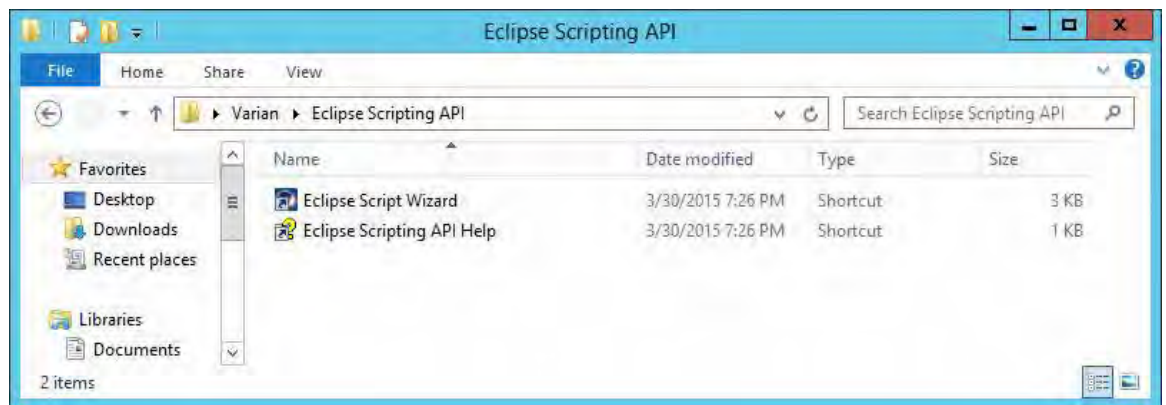 Eclipse Scripting API
File Home Share View
Varian Eclipse Scripting API
Search Eclipse Scripting API
Favorites
Desktop
Downloads
Recent places
Libraries
Documents
Name Date modified Type Size
Eclipse Script Wizard 3/30/2015 7:26 PM Shortcut 3 KB
Eclipse Scripting API Help 3/30/2015 7:26 PM Shortcut 1 KB
2 items